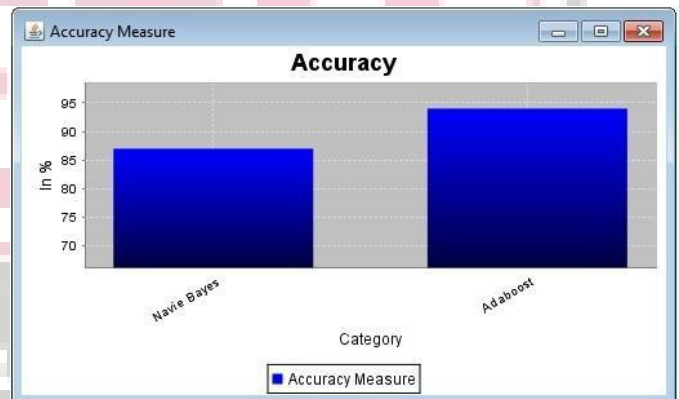 Accuracy Measure
Accuracy
95
90
85
80
75
70
In %
Navie Bayes
Adaboost
Category
Accuracy Measure